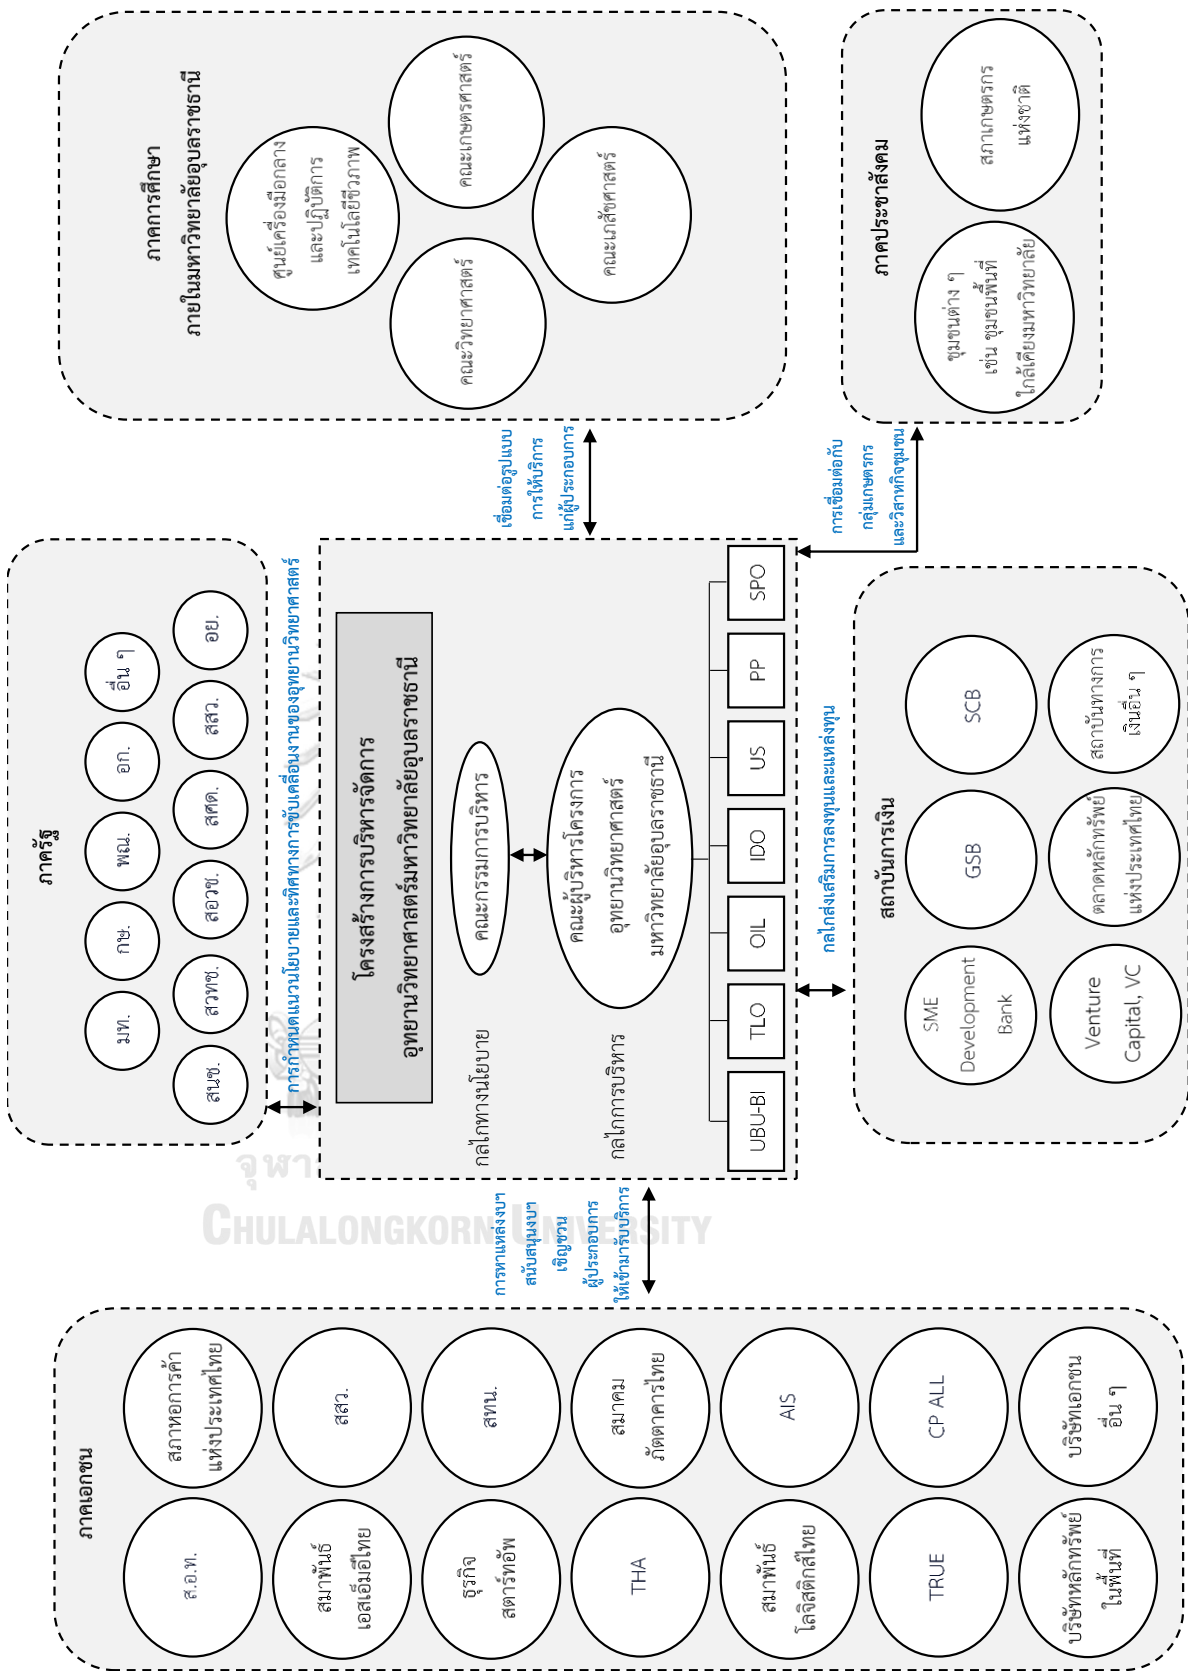 ภาคเอกชน
ส.อ.ท.
สภาหอการค้า
แห่งประเทศไทย
สมาพันธ์
เอสเอ็มอีไทย
สสว.
ธุรกิจ
สตาร์ทอัพ
สทน.
THA
สมาคม
ภัตตาคารไทย
สมาพันธ์
โลจิสติกส์ไทย
AIS
TRUE
CP ALL
บริษัทหลักทรัพย์
ในพื้นที่
บริษัทเอกชน
อื่น ๆ
การหาแหล่งงบฯ
สนับสนุนงบฯ
เชิญชวน
ผู้ประกอบการ
ให้เข้ามารับบริการ
ภาครัฐ
มท.
กษ.
พณ.
อก.
อื่น ๆ
สนช.
สวทช.
สอวช.
สศด.
สสว.
อย.
การกำหนดแนวนโยบายและทิศทางการขับเคลื่อนงานของอุทยานวิทยาศาสตร์
โครงสร้างการบริหารจัดการ
อุทยานวิทยาศาสตร์มหาวิทยาลัยอุบลราชธานี
กลไกทางนโยบาย
คณะกรรมการบริหาร
กลไกการบริหาร
คณะผู้บริหารโครงการ
อุทยานวิทยาศาสตร์
มหาวิทยาลัยอุบลราชธานี
UBU-BI
TLO
OIL
IDO
US
PP
SPO
กลไกส่งเสริมการลงทุนและแหล่งทุน
สถาบันการเงิน
SME
Development
Bank
GSB
SCB
Venture
Capital, VC
ตลาดหลักทรัพย์
แห่งประเทศไทย
สถาบันทางการ
เงินอื่น ๆ
เชื่อมต่อรูปแบบ
การให้บริการ
แก่ผู้ประกอบการ
ภาคการศึกษา
ภายในมหาวิทยาลัยอุบลราชธานี
ศูนย์เครื่องมือกลาง
และปฏิบัติการ
เทคโนโลยีชีวภาพ
คณะวิทยาศาสตร์
คณะเกษตรศาสตร์
คณะเภสัชศาสตร์
การเชื่อมต่อกับ
กลุ่มเกษตรกร
และวิสาหกิจชุมชน
ภาคประชาสังคม
ชุมชนต่าง ๆ
เช่น ชุมชนพื้นที่
ใกล้เคียงมหาวิทยาลัย
สภาเกษตรกร
แห่งชาติ
จุฬา
CHULALONGKORN UNIVERSITY